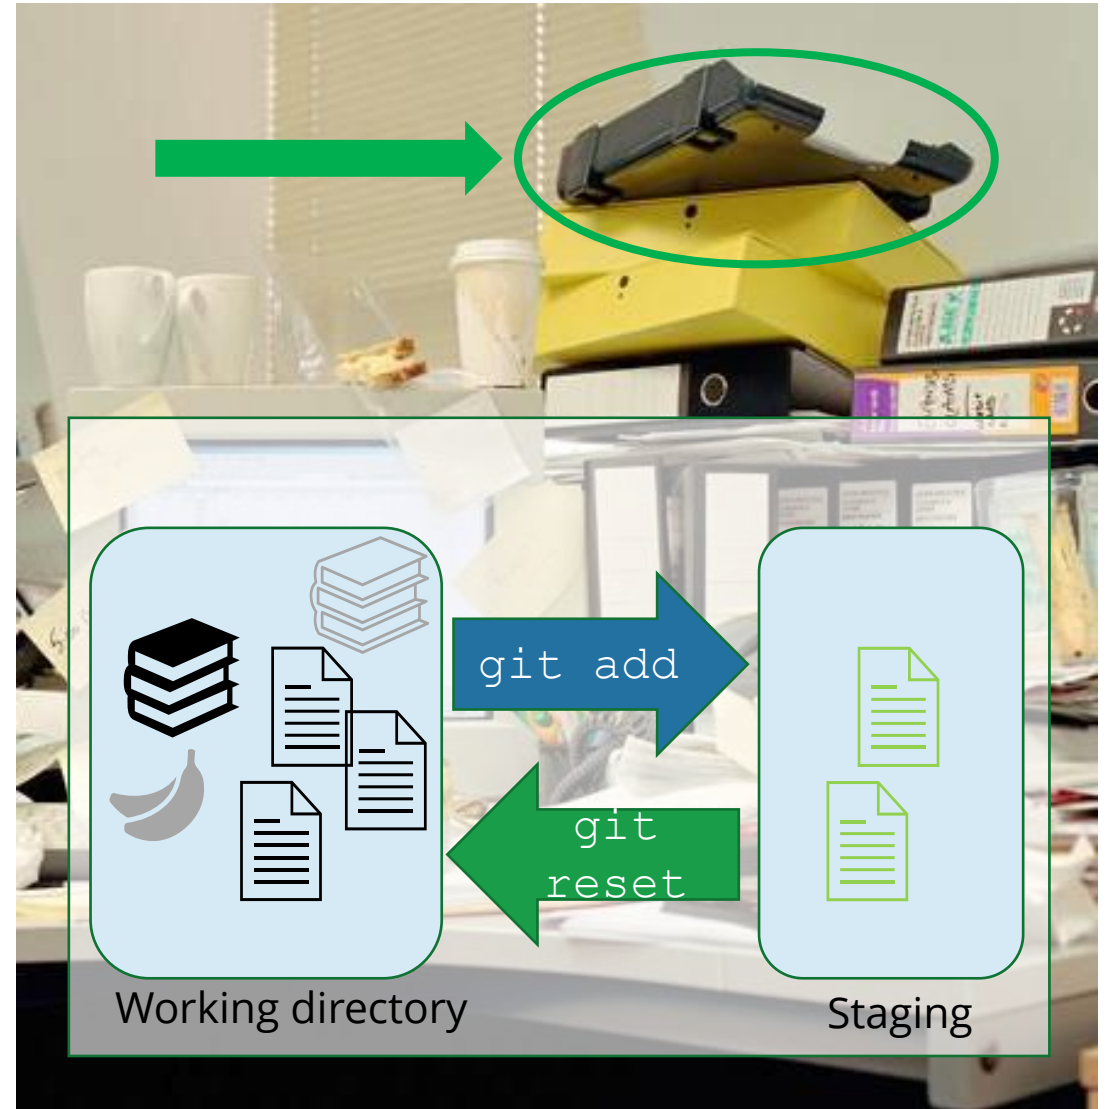 git add
git
reset
Working directory
Staging